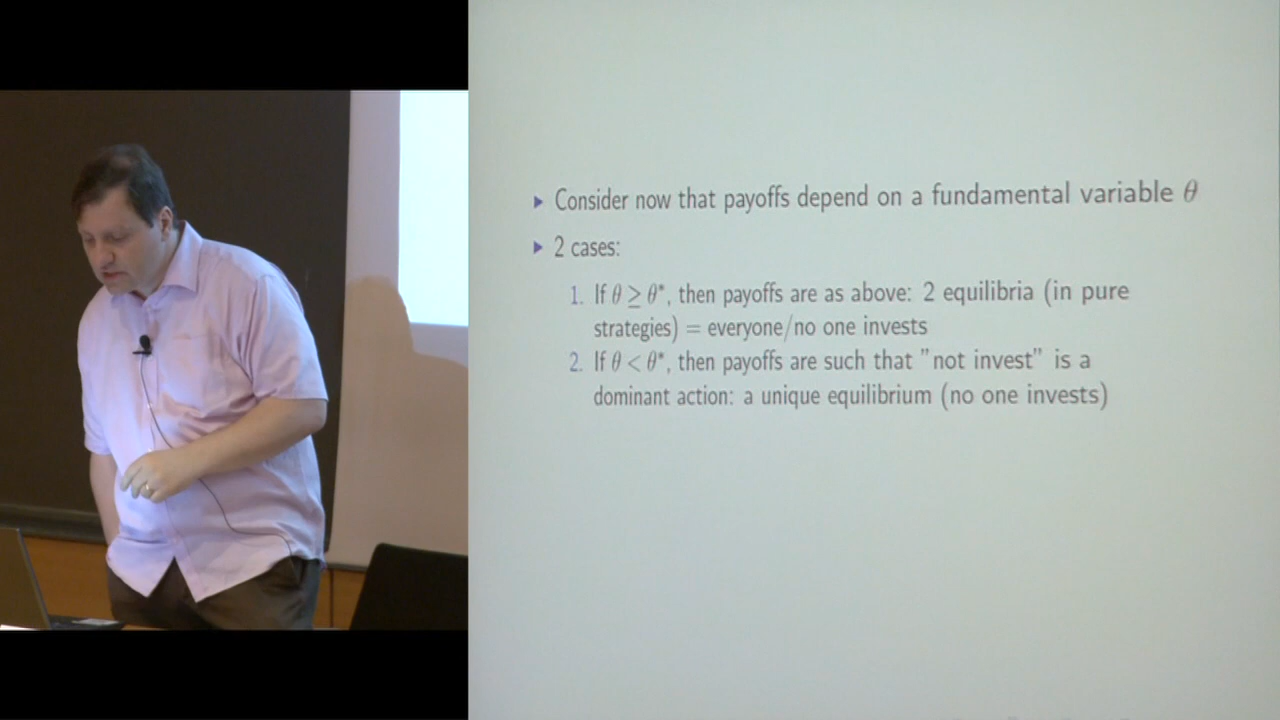 Consider now that payoffs depend on a fundamental variable θ
2 cases:
1. If θ ≥ θ*, then payoffs are as above: 2 equilibria (in pure
strategies) = everyone/no one invests
2. If θ < θ*, then payoffs are such that "not invest" is a
dominant action: a unique equilibrium (no one invests)